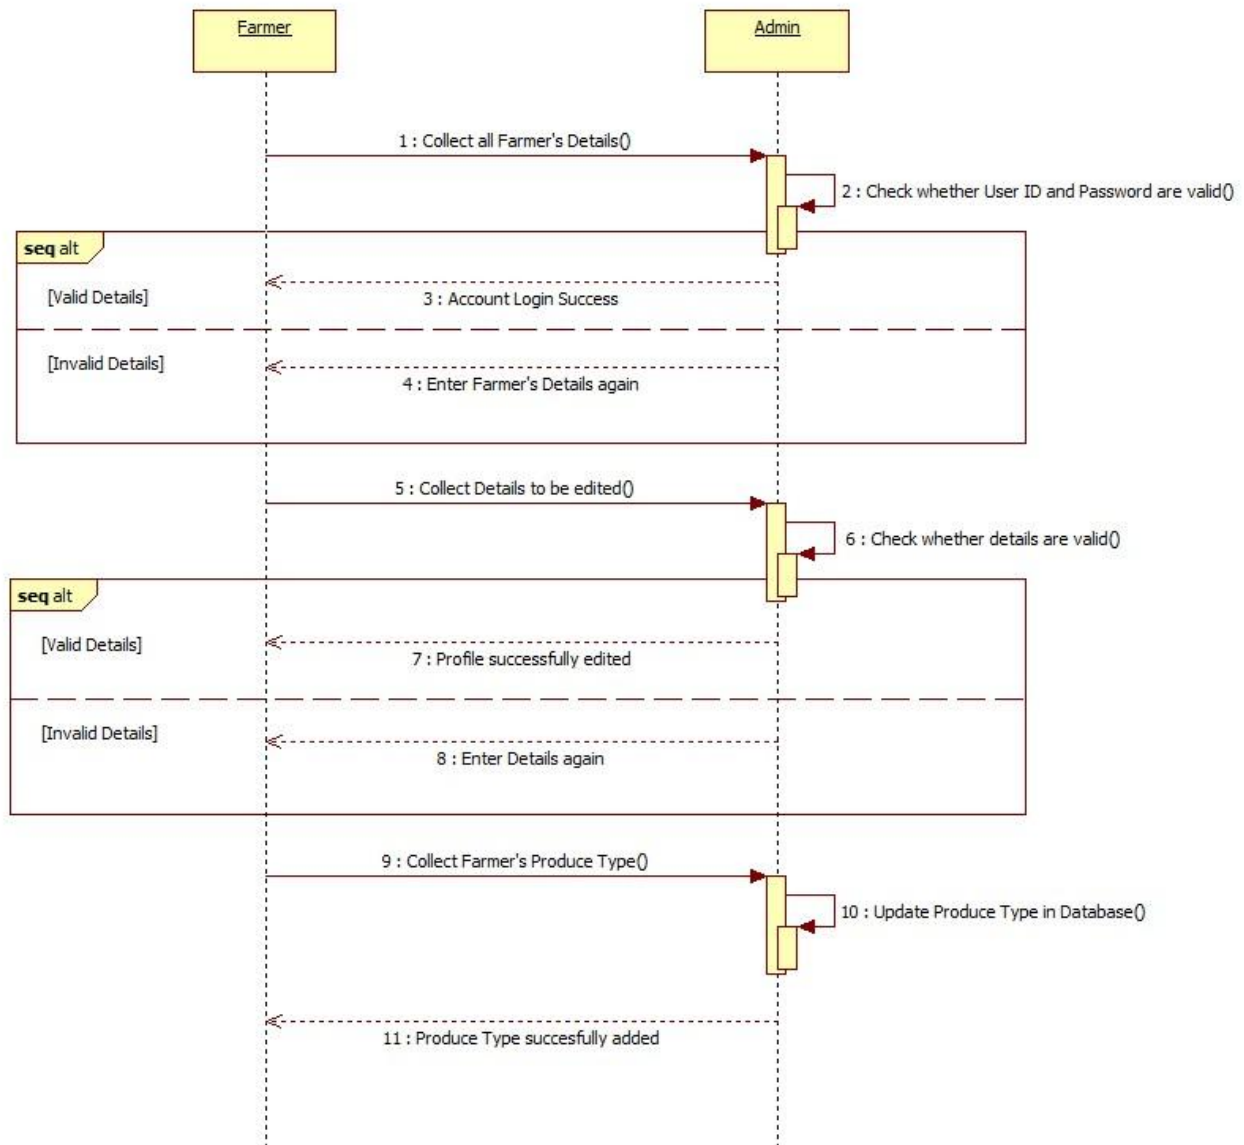 Farmer
Admin
1 : Collect all Farmer's Details()
2 : Check whether User ID and Password are valid()
seq alt
[Valid Details]
3 : Account Login Success
[Invalid Details]
4 : Enter Farmer's Details again
5 : Collect Details to be edited()
6 : Check whether details are valid()
seq alt
[Valid Details]
7 : Profile successfully edited
[Invalid Details]
8 : Enter Details again
9 : Collect Farmer's Produce Type()
10 : Update Produce Type in Database()
11 : Produce Type succesfully added